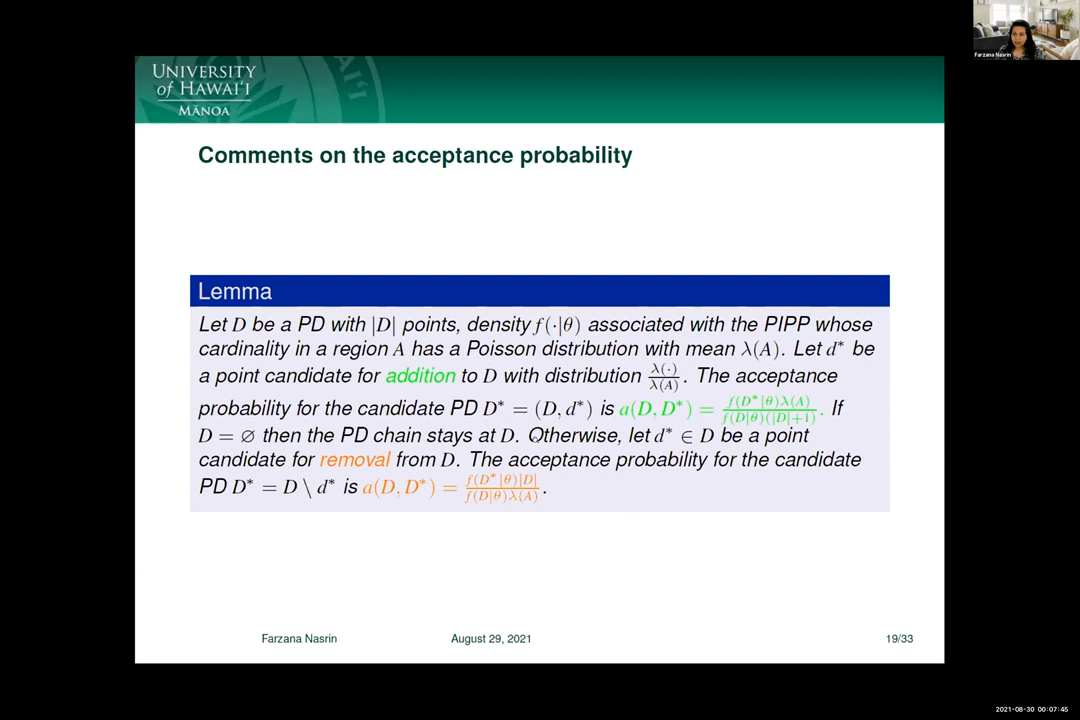 Farzana Nasrin
UNIVERSITY
of HAWAIʻI
MĀNOA
Comments on the acceptance probability
Lemma
Let D be a PD with |D| points, density f(·|θ) associated with the PIPP whose
cardinality in a region A has a Poisson distribution with mean λ(A). Let d* be
a point candidate for addition to D with distribution λ(·)/λ(A). The acceptance
probability for the candidate PD D* = (D, d*) is a(D, D*) = f(D*|θ)λ(A)/f(D|θ)(|D|+1). If
D = ∅ then the PD chain stays at D. Otherwise, let d* ∈ D be a point
candidate for removal from D. The acceptance probability for the candidate
PD D* = D \ d* is a(D, D*) = f(D*|θ)|D|/f(D|θ)λ(A).
Farzana Nasrin August 29, 2021 19/33
2021-08-30 00:07:45